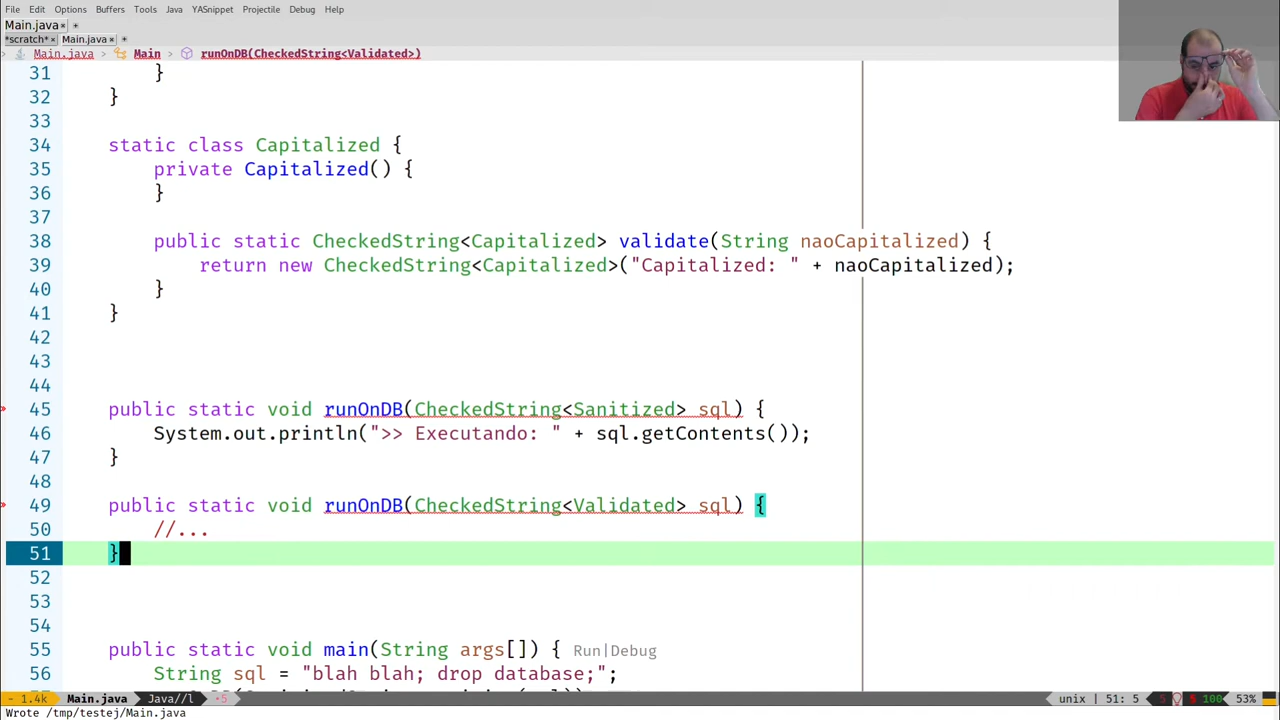 File Edit Options Buffers Tools Java YASnippet Projectile Debug Help
Main.java
*scratch* Main.java
Main.java › Main › runOnDB(CheckedString<Validated>)
31 }
32 }
33
34 static class Capitalized {
35 private Capitalized() {
36 }
37
38 public static CheckedString<Capitalized> validate(String naoCapitalized) {
39 return new CheckedString<Capitalized>("Capitalized: " + naoCapitalized);
40 }
41 }
42
43
44
45 public static void runOnDB(CheckedString<Sanitized> sql) {
46 System.out.println(">> Executando: " + sql.getContents());
47 }
48
49 public static void runOnDB(CheckedString<Validated> sql) {
50 //...
51 }
52
53
54
55 public static void main(String args[]) { Run|Debug
56 String sql = "blah blah; drop database;";
- 1.4k Main.java Java//l •5 unix | 51: 5 5 100 53%
Wrote /tmp/testej/Main.java